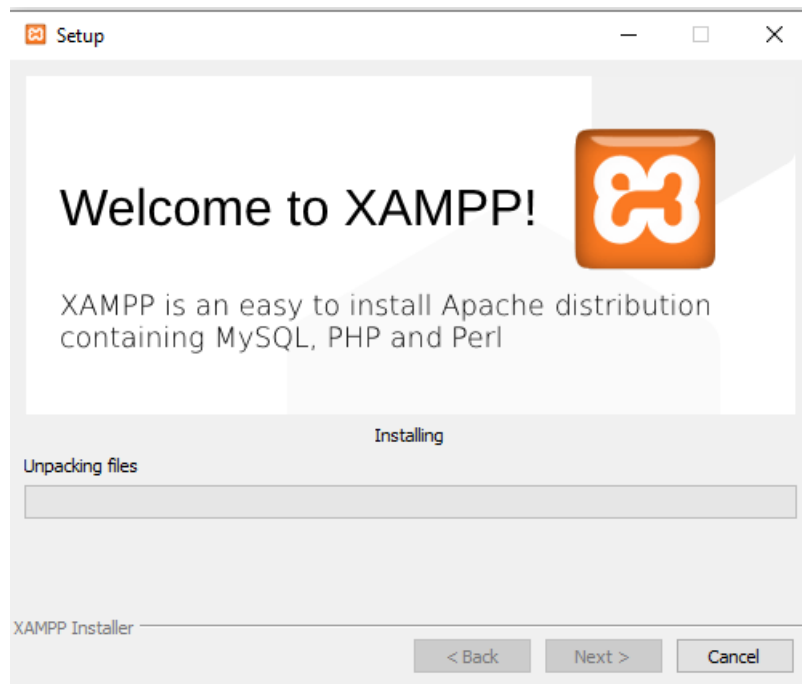 Setup
Welcome to XAMPP!
XAMPP is an easy to install Apache distribution
containing MySQL, PHP and Perl
Installing
Unpacking files
XAMPP Installer
< Back Next > Cancel